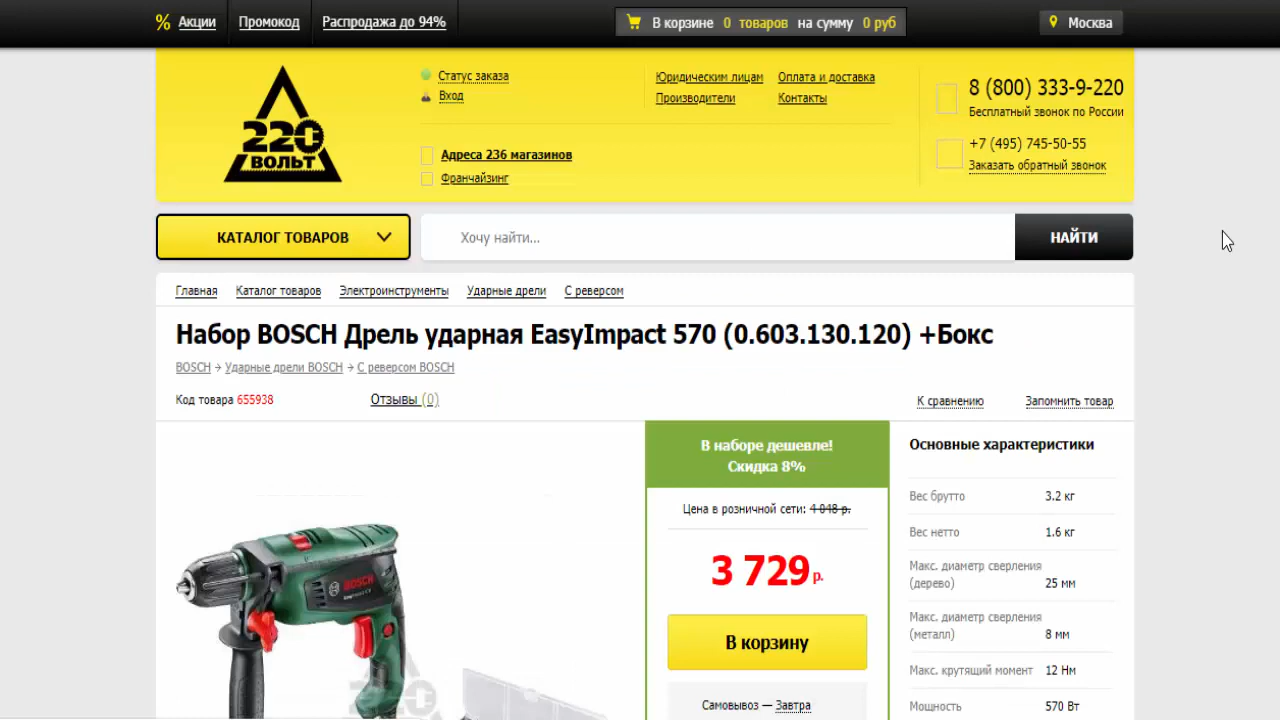 % Акции
Промокод
Распродажа до 94%
В корзине 0 товаров на сумму 0 руб
Москва
220
ВОЛЬТ
Статус заказа
Вход
Адреса 236 магазинов
Франчайзинг
Юридическим лицам
Оплата и доставка
Производители
Контакты
8 (800) 333-9-220
Бесплатный звонок по России
+7 (495) 745-50-55
Заказать обратный звонок
КАТАЛОГ ТОВАРОВ
Хочу найти...
НАЙТИ
Главная Каталог товаров Электроинструменты Ударные дрели С реверсом
Набор BOSCH Дрель ударная EasyImpact 570 (0.603.130.120) +Бокс
BOSCH → Ударные дрели BOSCH → С реверсом BOSCH
Код товара 655938
Отзывы (0)
К сравнению
Запомнить товар
BOSCH
220
В наборе дешевле!
Скидка 8%
Цена в розничной сети: 4 048 р.
3 729 р.
В корзину
Самовывоз — Завтра
Основные характеристики
Вес брутто 3.2 кг
Вес нетто 1.6 кг
Макс. диаметр сверления
(дерево) 25 мм
Макс. диаметр сверления
(металл) 8 мм
Макс. крутящий момент 12 Нм
Мощность 570 Вт